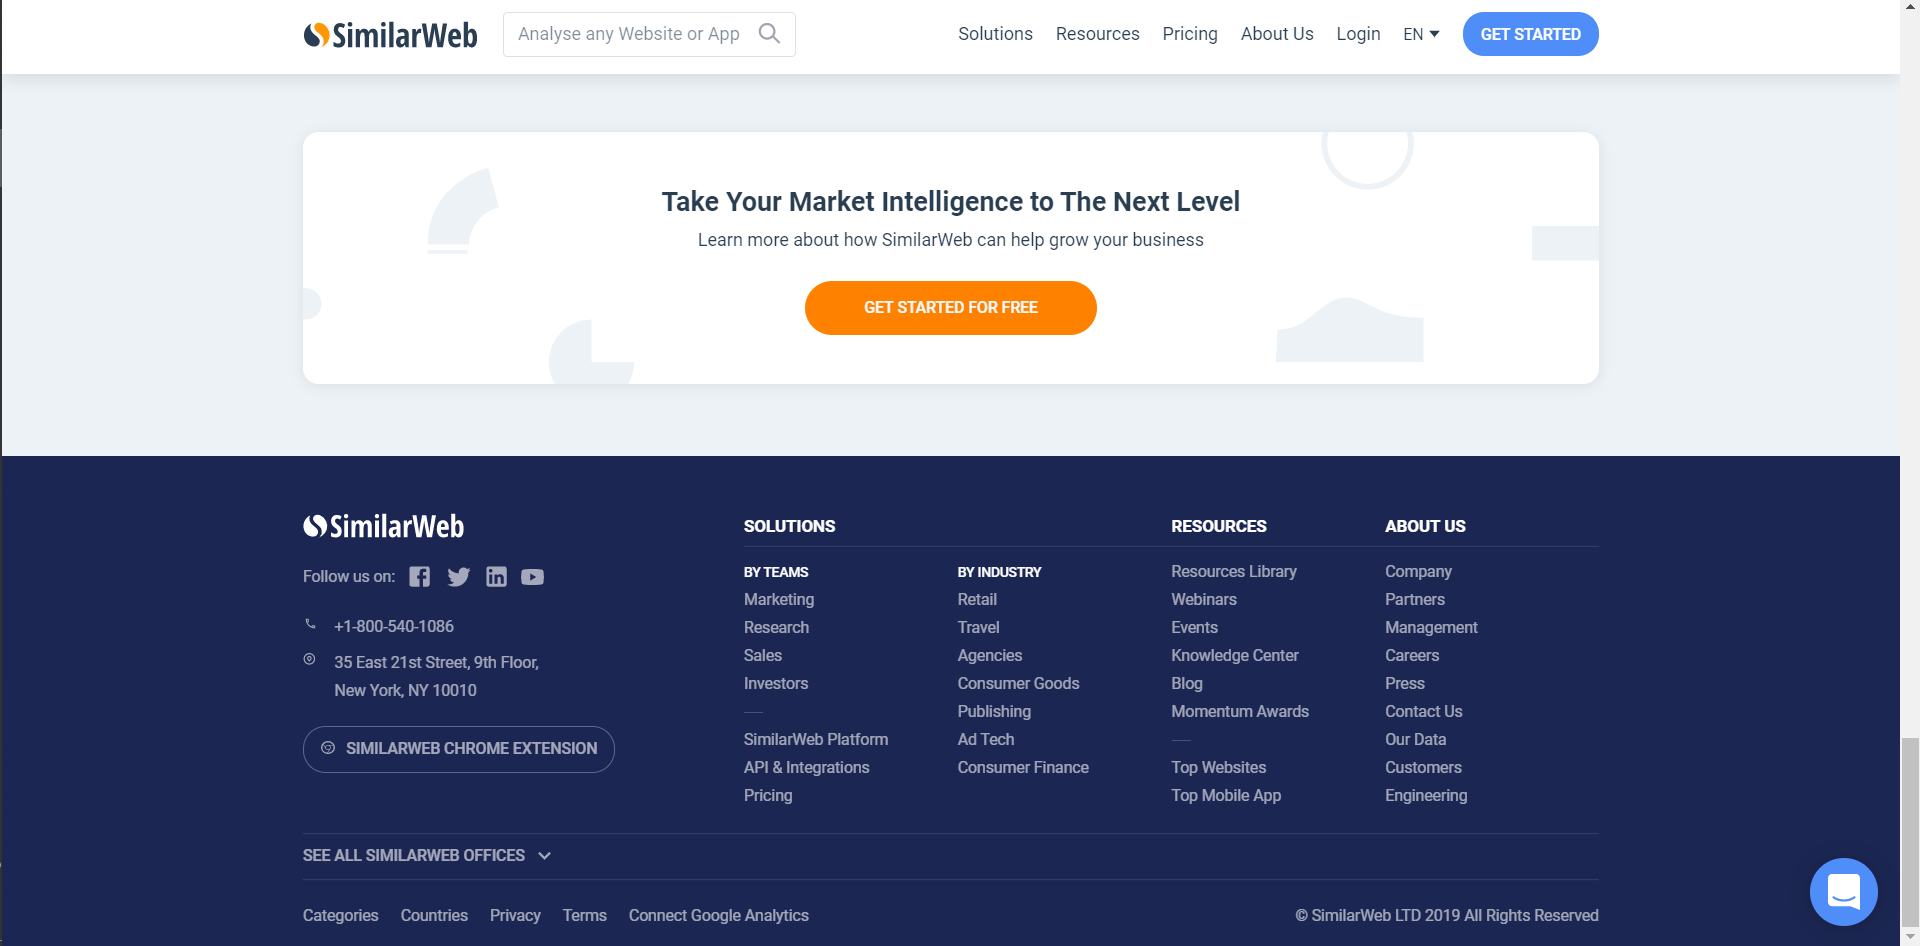 SimilarWeb
Analyse any Website or App
Solutions Resources Pricing About Us Login EN GET STARTED
Take Your Market Intelligence to The Next Level
Learn more about how SimilarWeb can help grow your business
GET STARTED FOR FREE
SimilarWeb
Follow us on:
+1-800-540-1086
35 East 21st Street, 9th Floor,
New York, NY 10010
SIMILARWEB CHROME EXTENSION
SOLUTIONS
BY TEAMS
Marketing
Research
Sales
Investors
SimilarWeb Platform
API & Integrations
Pricing
BY INDUSTRY
Retail
Travel
Agencies
Consumer Goods
Publishing
Ad Tech
Consumer Finance
RESOURCES
Resources Library
Webinars
Events
Knowledge Center
Blog
Momentum Awards
Top Websites
Top Mobile App
ABOUT US
Company
Partners
Management
Careers
Press
Contact Us
Our Data
Customers
Engineering
SEE ALL SIMILARWEB OFFICES
Categories Countries Privacy Terms Connect Google Analytics
© SimilarWeb LTD 2019 All Rights Reserved